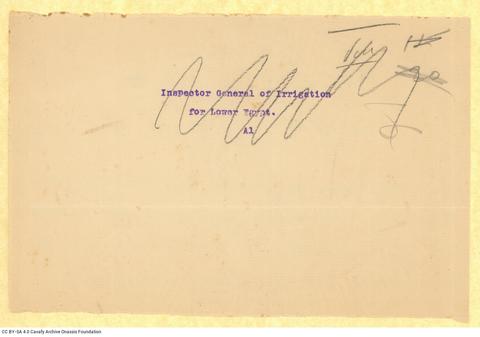 Inspector General of Irrigation
for Lower Egypt.
Al
CC BY-SA 4.0 Cavafy Archive Onassis Foundation